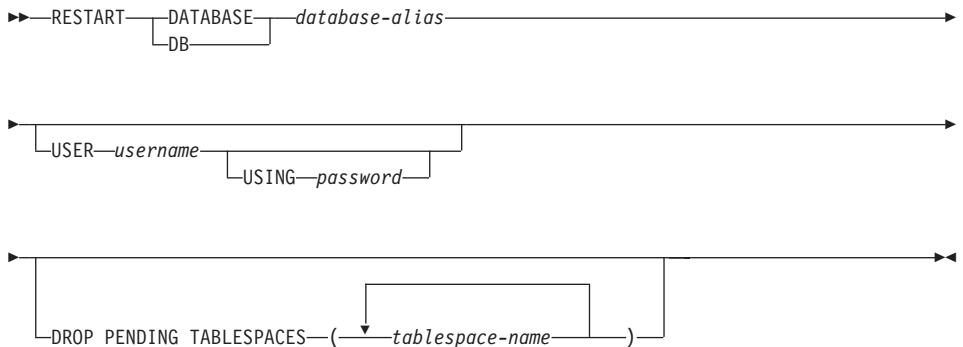 RESTART DATABASE database-alias
DB
USER username
USING password
DROP PENDING TABLESPACES ( tablespace-name )